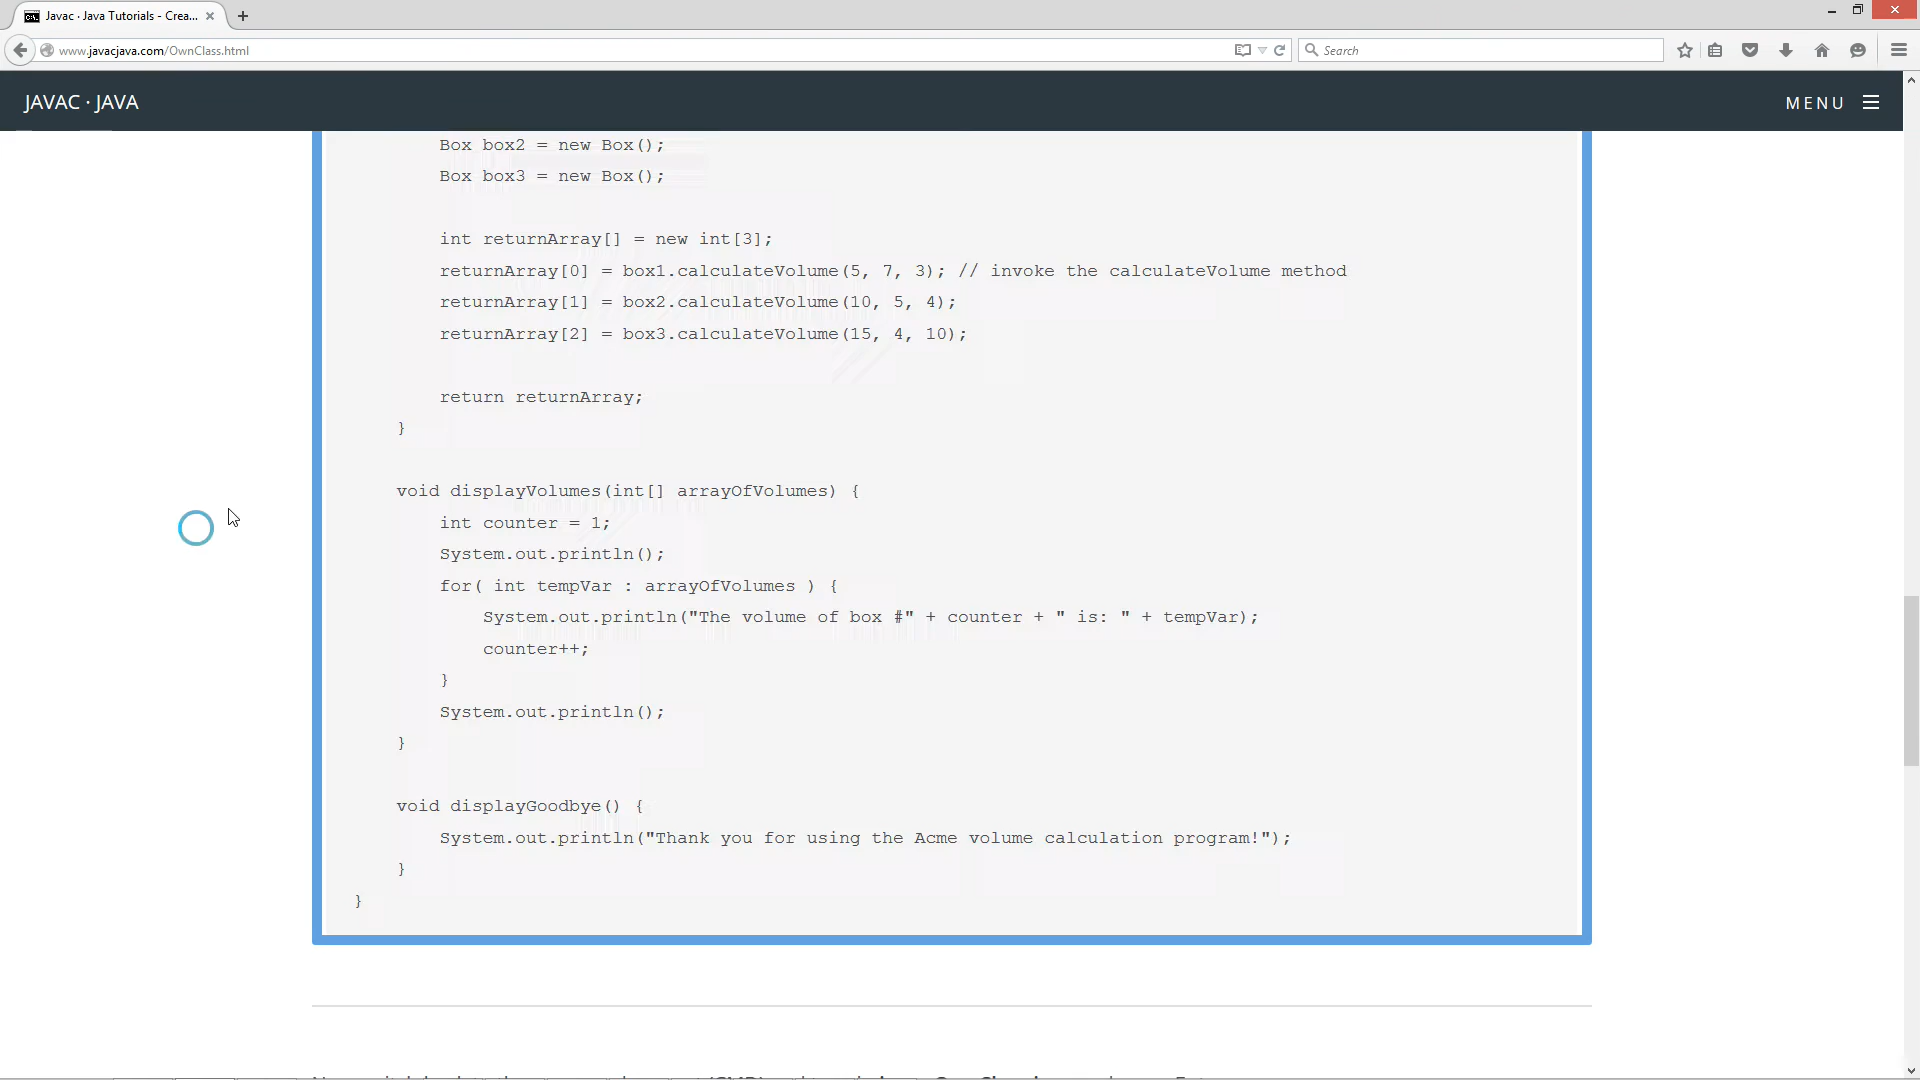 Javac · Java Tutorials - Crea...
www.javacjava.com/OwnClass.html
Search
JAVAC · JAVA
MENU
Box box2 = new Box();
Box box3 = new Box();
int returnArray[] = new int[3];
returnArray[0] = box1.calculateVolume(5, 7, 3); // invoke the calculateVolume method
returnArray[1] = box2.calculateVolume(10, 5, 4);
returnArray[2] = box3.calculateVolume(15, 4, 10);
return returnArray;
}
void displayVolumes(int[] arrayOfVolumes) {
int counter = 1;
System.out.println();
for( int tempVar : arrayOfVolumes ) {
System.out.println("The volume of box #" + counter + " is: " + tempVar);
counter++;
}
System.out.println();
}
void displayGoodbye() {
System.out.println("Thank you for using the Acme volume calculation program!");
}
}